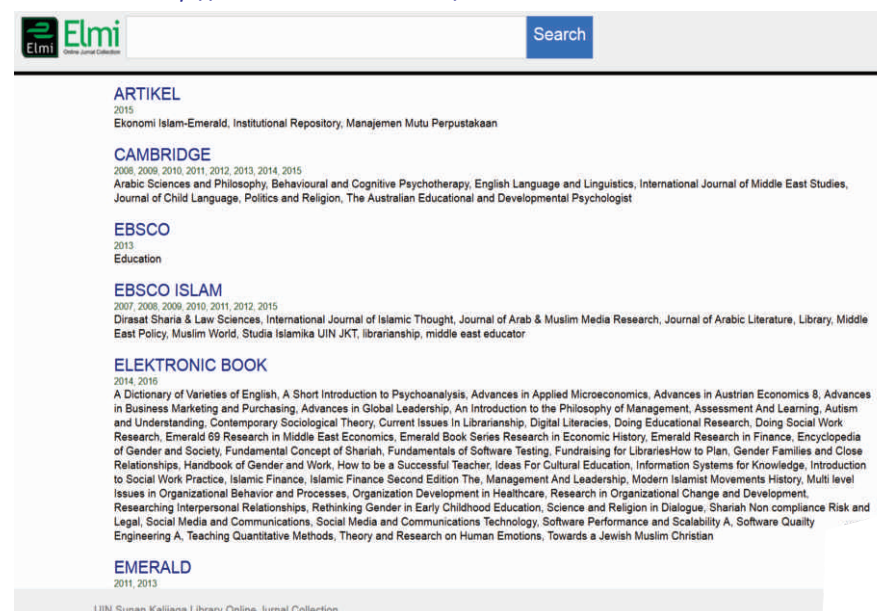 Elmi
Elmi
Online Jurnal Collection
Search
ARTIKEL
2015
Ekonomi Islam-Emerald, Institutional Repository, Manajemen Mutu Perpustakaan
CAMBRIDGE
2008, 2009, 2010, 2011, 2012, 2013, 2014, 2015
Arabic Sciences and Philosophy, Behavioural and Cognitive Psychotherapy, English Language and Linguistics, International Journal of Middle East Studies,
Journal of Child Language, Politics and Religion, The Australian Educational and Developmental Psychologist
EBSCO
2013
Education
EBSCO ISLAM
2007, 2008, 2009, 2010, 2011, 2012, 2015
Dirasat Sharia & Law Sciences, International Journal of Islamic Thought, Journal of Arab & Muslim Media Research, Journal of Arabic Literature, Library, Middle
East Policy, Muslim World, Studia Islamika UIN JKT, librarianship, middle east educator
ELEKTRONIC BOOK
2014, 2016
A Dictionary of Varieties of English, A Short Introduction to Psychoanalysis, Advances in Applied Microeconomics, Advances in Austrian Economics 8, Advances
in Business Marketing and Purchasing, Advances in Global Leadership, An Introduction to the Philosophy of Management, Assessment And Learning, Autism
and Understanding, Contemporary Sociological Theory, Current Issues In Librarianship, Digital Literacies, Doing Educational Research, Doing Social Work
Research, Emerald 69 Research in Middle East Economics, Emerald Book Series Research in Economic History, Emerald Research in Finance, Encyclopedia
of Gender and Society, Fundamental Concept of Shariah, Fundamentals of Software Testing, Fundraising for LibrariesHow to Plan, Gender Families and Close
Relationships, Handbook of Gender and Work, How to be a Successful Teacher, Ideas For Cultural Education, Information Systems for Knowledge, Introduction
to Social Work Practice, Islamic Finance, Islamic Finance Second Edition The, Management And Leadership, Modern Islamist Movements History, Multi level
Issues in Organizational Behavior and Processes, Organization Development in Healthcare, Research in Organizational Change and Development,
Researching Interpersonal Relationships, Rethinking Gender in Early Childhood Education, Science and Religion in Dialogue, Shariah Non compliance Risk and
Legal, Social Media and Communications, Social Media and Communications Technology, Software Performance and Scalability A, Software Quailty
Engineering A, Teaching Quantitative Methods, Theory and Research on Human Emotions, Towards a Jewish Muslim Christian
EMERALD
2011, 2013
UIN Sunan Kalijaga Library Online Jurnal Collection